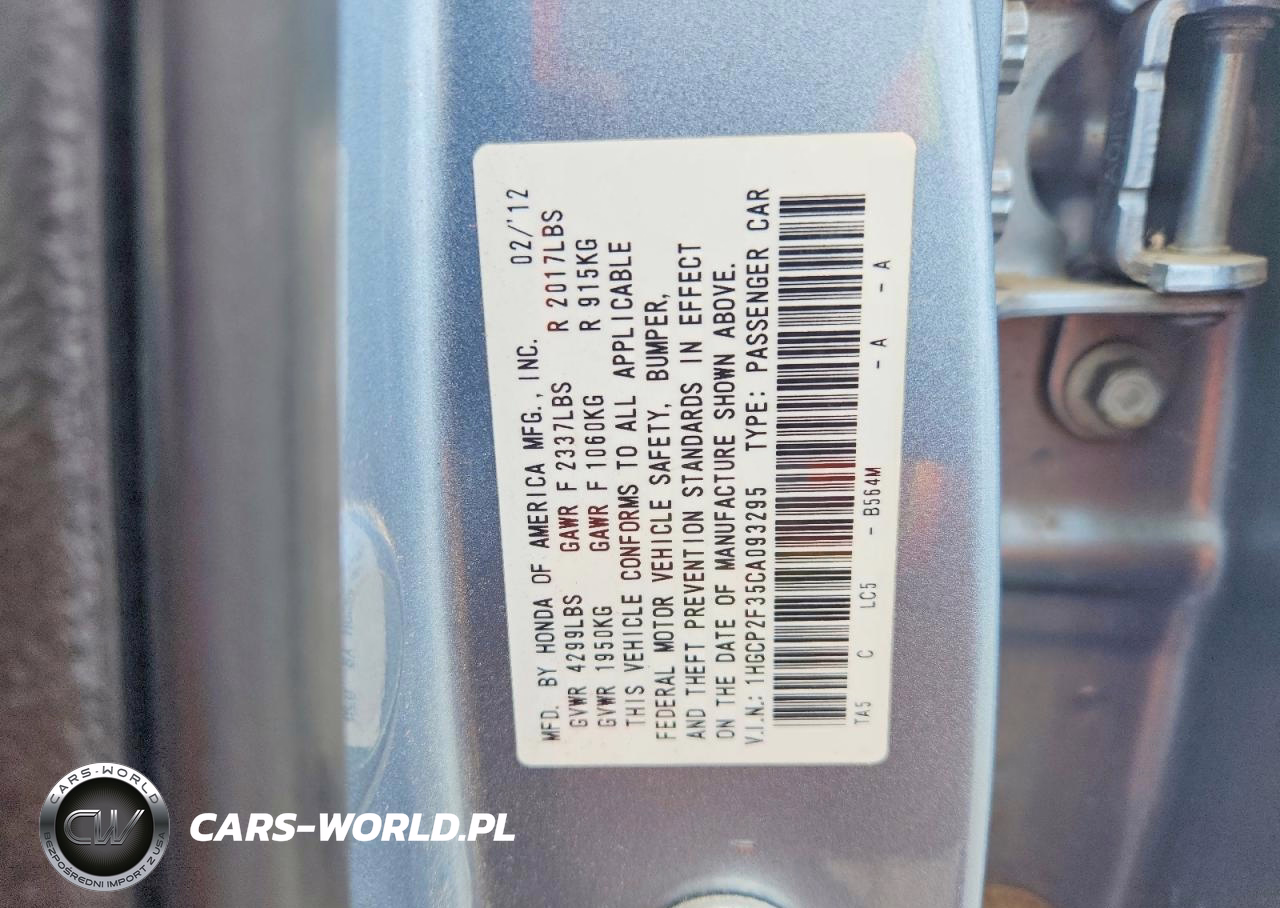 MFD. BY HONDA OF AMERICA MFG., INC. 02/'12
GVWR 4299LBS GAWR F 2337LBS R 2017LBS
GVWR 1950KG GAWR F 1060KG R 915KG
THIS VEHICLE CONFORMS TO ALL APPLICABLE
FEDERAL MOTOR VEHICLE SAFETY, BUMPER,
AND THEFT PREVENTION STANDARDS IN EFFECT
ON THE DATE OF MANUFACTURE SHOWN ABOVE.
V.I.N.: 1HGCP2F35CA093295 TYPE: PASSENGER CAR
TA5 C LC5 - B564M - A - A
CARS-WORLD
CW
BEZPOŚREDNI IMPORT Z USA
CARS-WORLD.PL